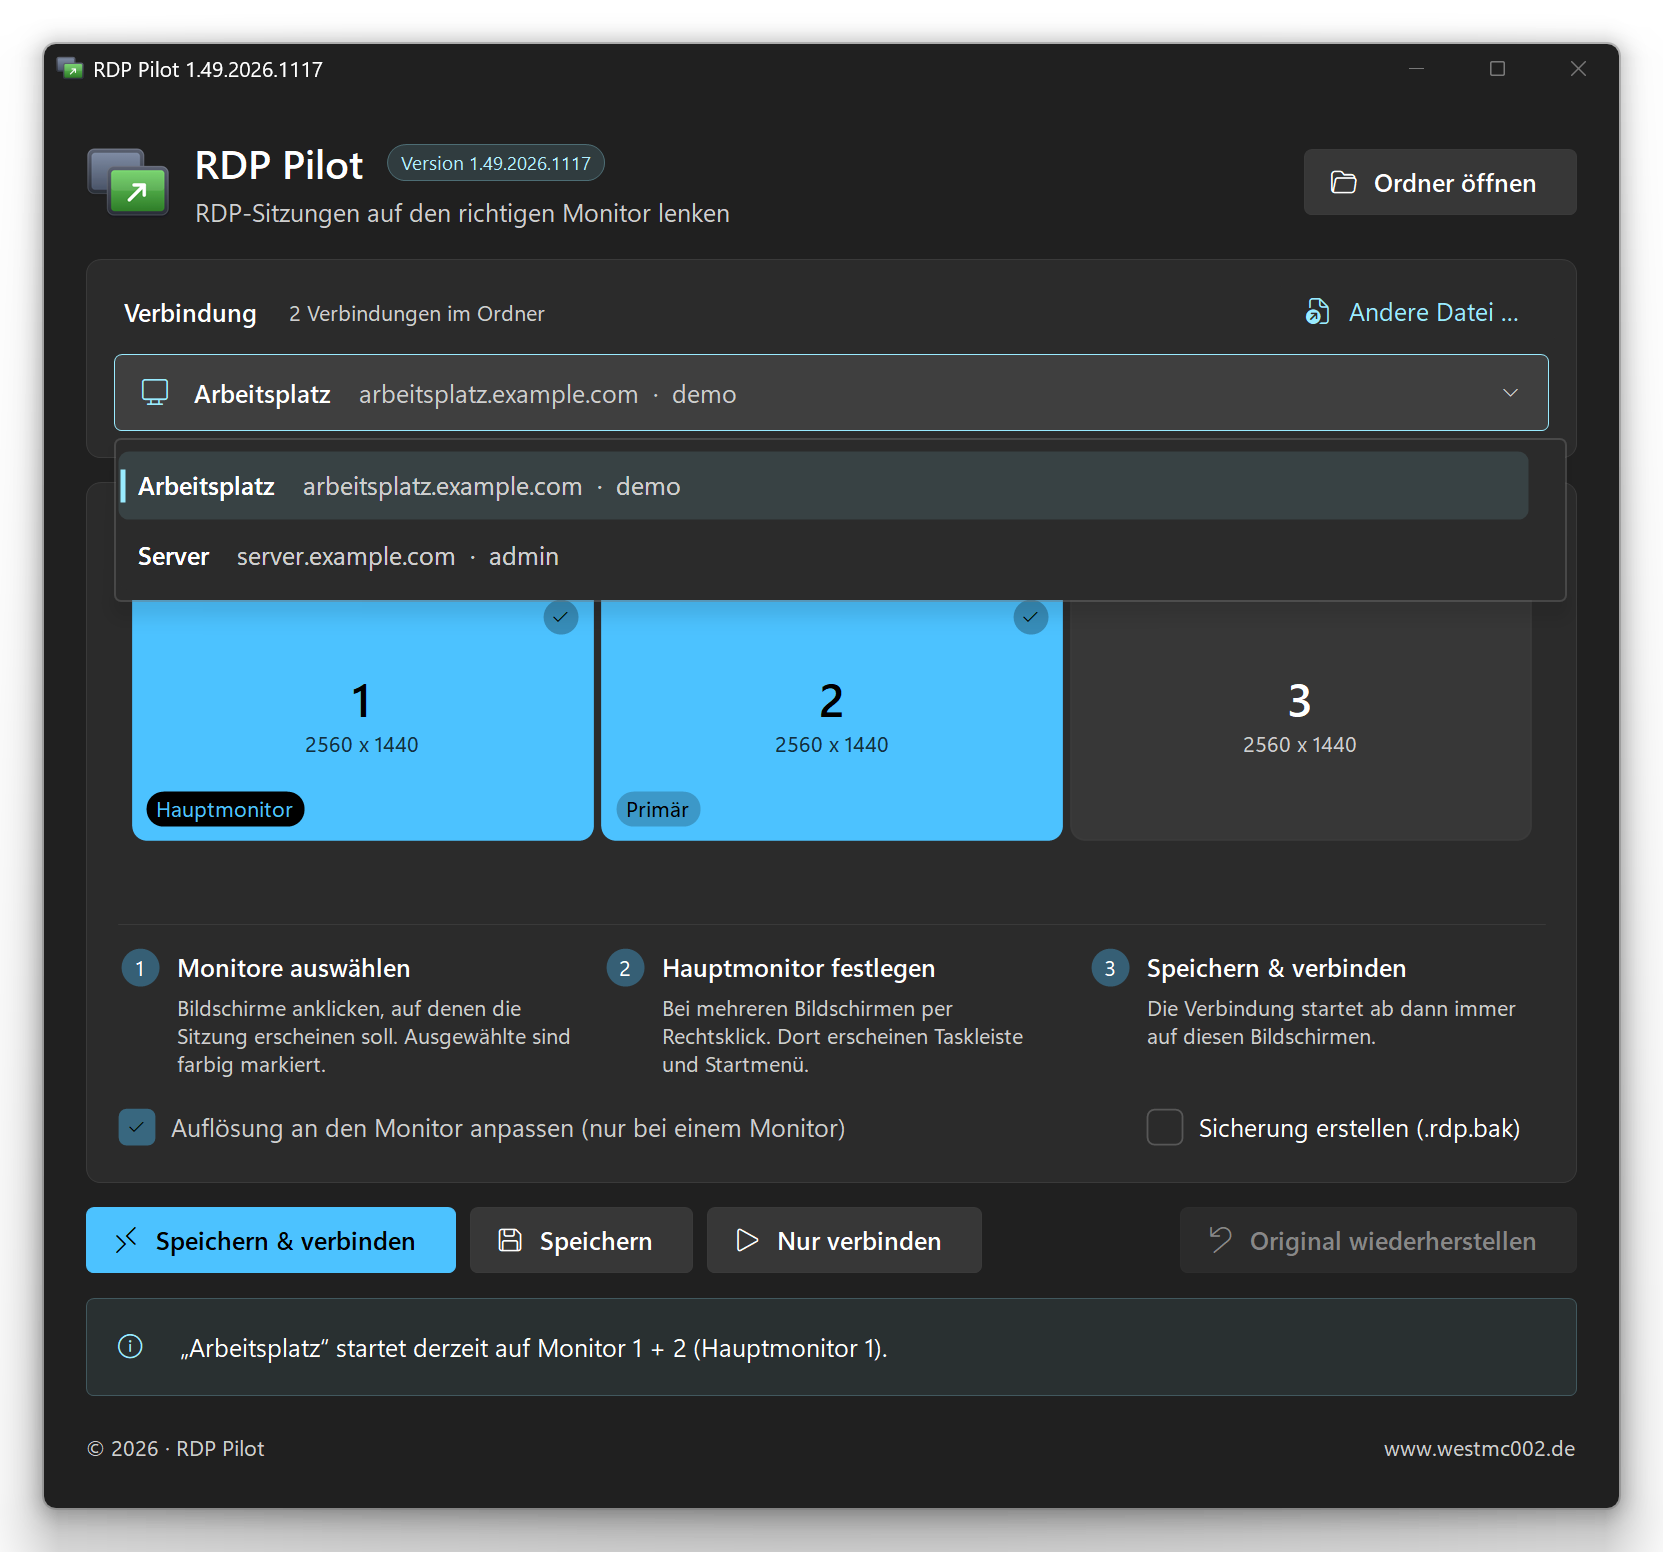 RDP Pilot 1.49.2026.1117
RDP Pilot
Version 1.49.2026.1117
RDP-Sitzungen auf den richtigen Monitor lenken
Ordner öffnen
Verbindung
2 Verbindungen im Ordner
Andere Datei ...
Arbeitsplatz arbeitsplatz.example.com · demo
Arbeitsplatz arbeitsplatz.example.com · demo
Server server.example.com · admin
1
2560 x 1440
Hauptmonitor
2
2560 x 1440
Primär
3
2560 x 1440
1 Monitore auswählen
Bildschirme anklicken, auf denen die
Sitzung erscheinen soll. Ausgewählte sind
farbig markiert.
2 Hauptmonitor festlegen
Bei mehreren Bildschirmen per
Rechtsklick. Dort erscheinen Taskleiste
und Startmenü.
3 Speichern & verbinden
Die Verbindung startet ab dann immer
auf diesen Bildschirmen.
Auflösung an den Monitor anpassen (nur bei einem Monitor)
Sicherung erstellen (.rdp.bak)
Speichern & verbinden
Speichern
Nur verbinden
Original wiederherstellen
„Arbeitsplatz“ startet derzeit auf Monitor 1 + 2 (Hauptmonitor 1).
© 2026 · RDP Pilot
www.westmc002.de